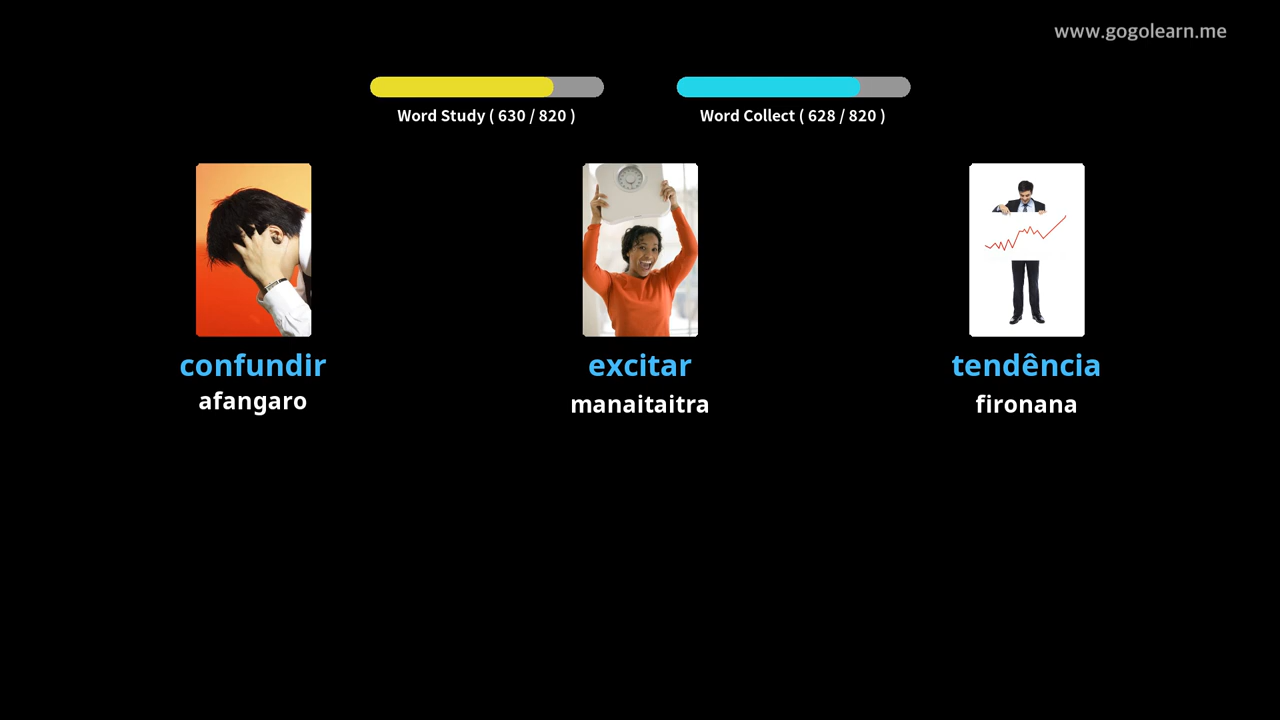 www.gogolearn.me
Word Study ( 630 / 820 )
Word Collect ( 628 / 820 )
confundir
afangaro
excitar
manaitaitra
tendência
fironana